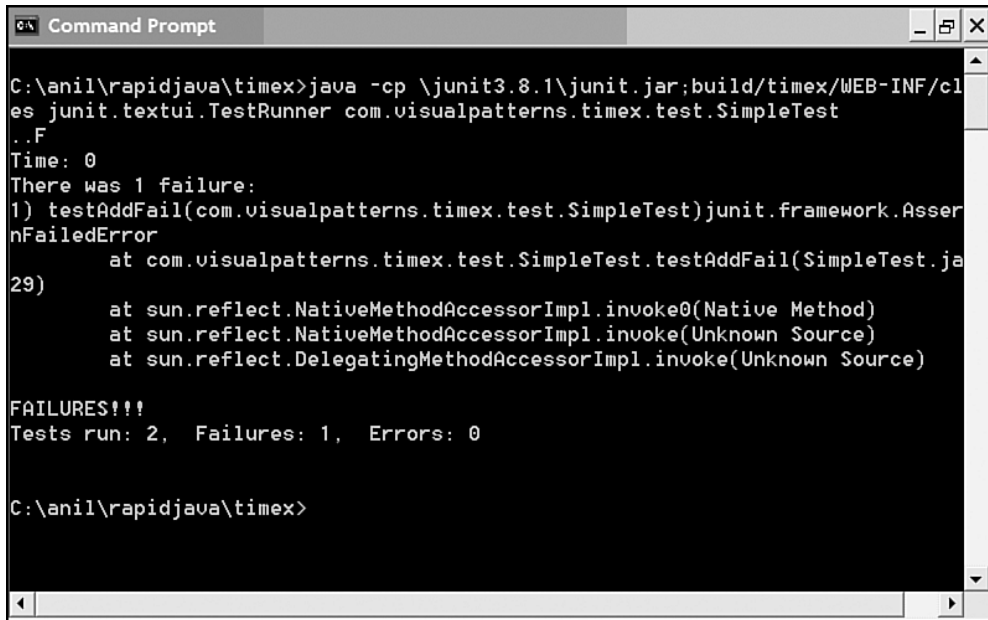 Command Prompt
C:\anil\rapidjava\timex>java -cp \junit3.8.1\junit.jar;build/timex/WEB-INF/cl
es junit.textui.TestRunner com.visualpatterns.timex.test.SimpleTest
..F
Time: 0
There was 1 failure:
1) testAddFail(com.visualpatterns.timex.test.SimpleTest)junit.framework.Asser
nFailedError
at com.visualpatterns.timex.test.SimpleTest.testAddFail(SimpleTest.ja
29)
at sun.reflect.NativeMethodAccessorImpl.invoke0(Native Method)
at sun.reflect.NativeMethodAccessorImpl.invoke(Unknown Source)
at sun.reflect.DelegatingMethodAccessorImpl.invoke(Unknown Source)
FAILURES!!!
Tests run: 2,  Failures: 1,  Errors: 0
C:\anil\rapidjava\timex>